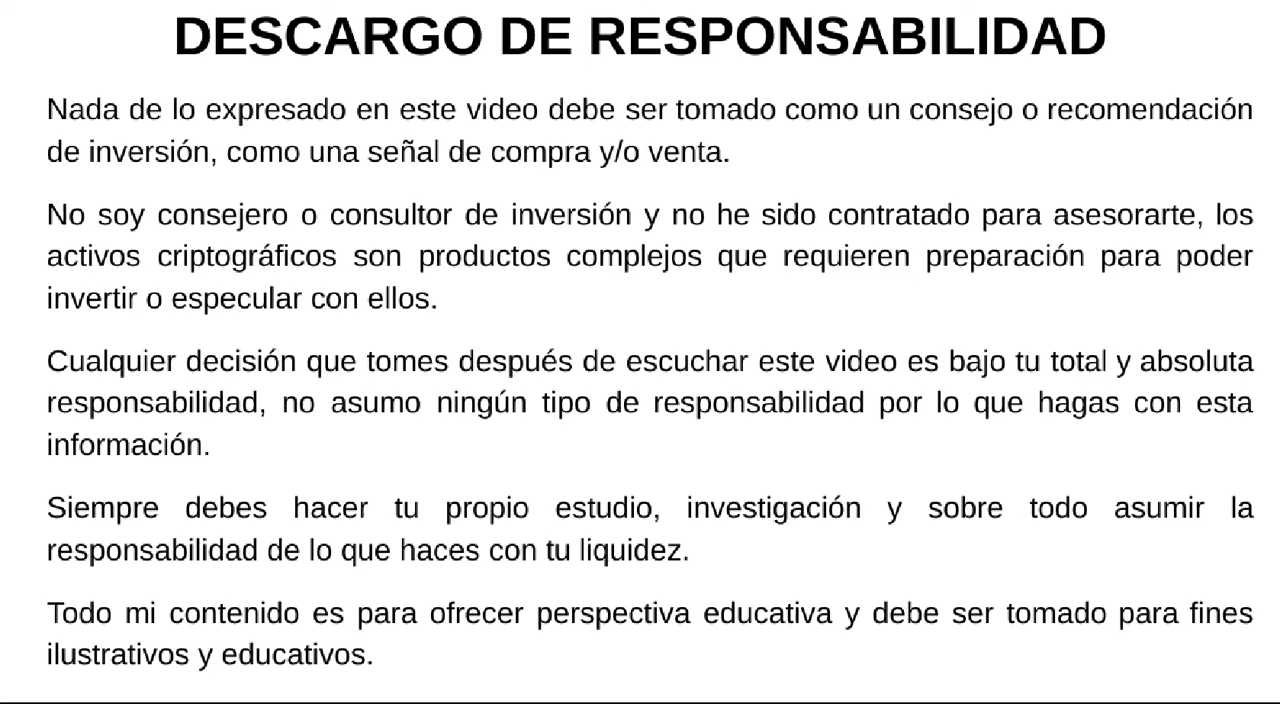 DESCARGO DE RESPONSABILIDAD
Nada de lo expresado en este video debe ser tomado como un consejo o recomendación
de inversión, como una señal de compra y/o venta.
No soy consejero o consultor de inversión y no he sido contratado para asesorarte, los
activos criptográficos son productos complejos que requieren preparación para poder
invertir o especular con ellos.
Cualquier decisión que tomes después de escuchar este video es bajo tu total y absoluta
responsabilidad, no asumo ningún tipo de responsabilidad por lo que hagas con esta
información.
Siempre debes hacer tu propio estudio, investigación y sobre todo asumir la
responsabilidad de lo que haces con tu liquidez.
Todo mi contenido es para ofrecer perspectiva educativa y debe ser tomado para fines
ilustrativos y educativos.